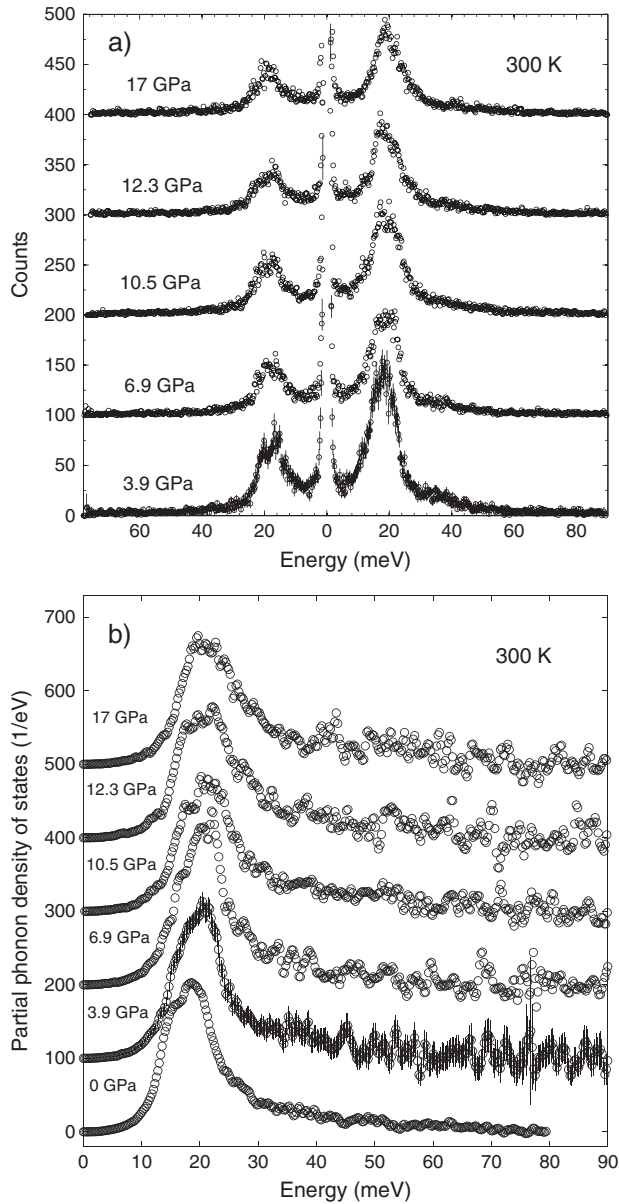 a)
300 K
500
450
400
350
300
250
200
150
100
50
0
17 GPa
12.3 GPa
10.5 GPa
6.9 GPa
3.9 GPa
Counts
60 40 20 0 20 40 60 80
Energy (meV)
b)
300 K
700
600
500
400
300
200
100
0
17 GPa
12.3 GPa
10.5 GPa
6.9 GPa
3.9 GPa
0 GPa
Partial phonon density of states (1/eV)
0 10 20 30 40 50 60 70 80 90
Energy (meV)